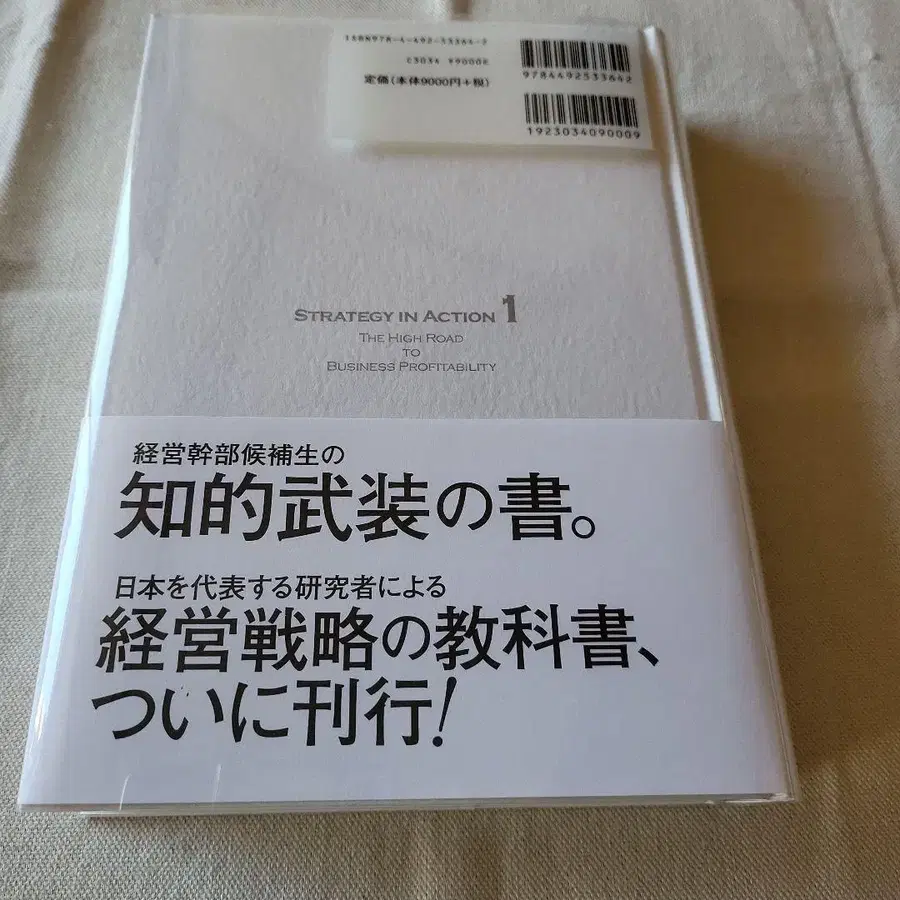 ISBN978-4-492-53364-2
C3034 ¥9000E
定価(本体9000円+税)
9784492533642
1923034090009
STRATEGY IN ACTION 1
THE HIGH ROAD
TO
BUSINESS PROFITABILITY
経営幹部候補生の
知的武装の書。
日本を代表する研究者による
経営戦略の教科書、
ついに刊行!